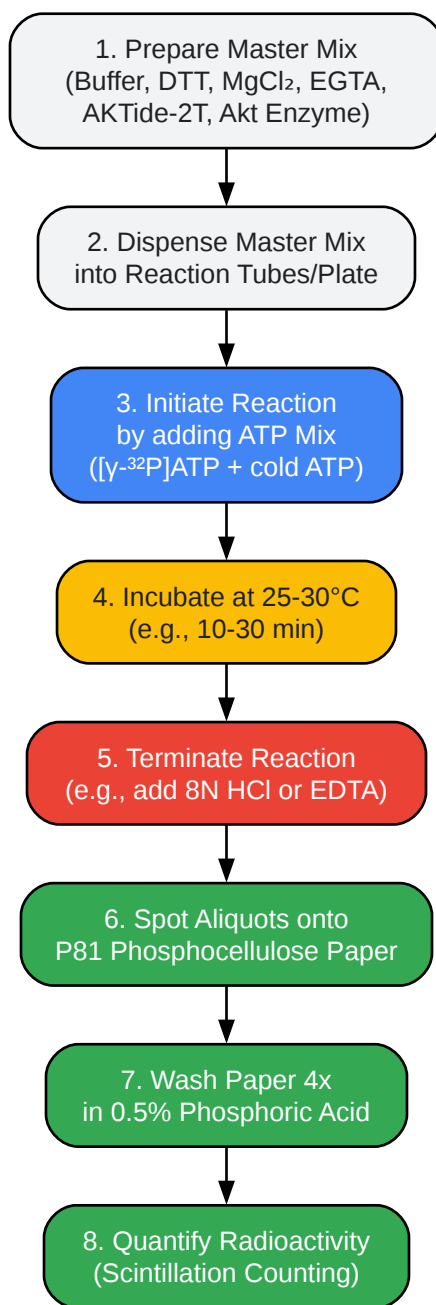 1. Prepare Master Mix
(Buffer, DTT, MgCl₂, EGTA,
AKTide-2T, Akt Enzyme)
2. Dispense Master Mix
into Reaction Tubes/Plate
3. Initiate Reaction
by adding ATP Mix
([γ-³²P]ATP + cold ATP)
4. Incubate at 25-30°C
(e.g., 10-30 min)
5. Terminate Reaction
(e.g., add 8N HCl or EDTA)
6. Spot Aliquots onto
P81 Phosphocellulose Paper
7. Wash Paper 4x
in 0.5% Phosphoric Acid
8. Quantify Radioactivity
(Scintillation Counting)